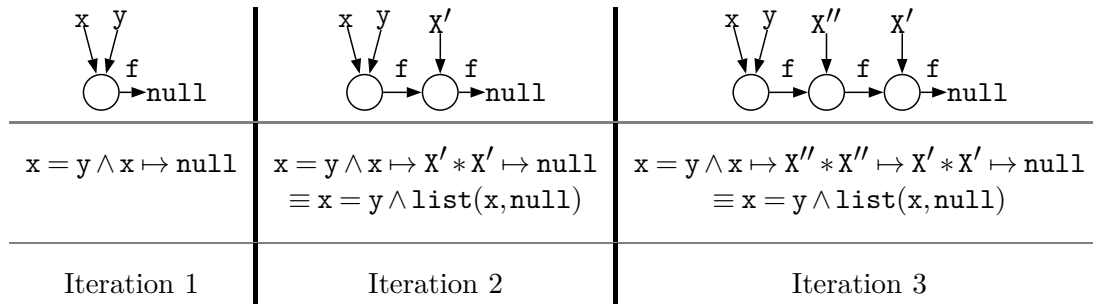 x y
f
null
x = y ∧ x ↦ null
Iteration 1
x y X′
f f
null
x = y ∧ x ↦ X′ ∗ X′ ↦ null
≡ x = y ∧ list(x,null)
Iteration 2
x y X′′ X′
f f f
null
x = y ∧ x ↦ X′′ ∗ X′′ ↦ X′ ∗ X′ ↦ null
≡ x = y ∧ list(x,null)
Iteration 3